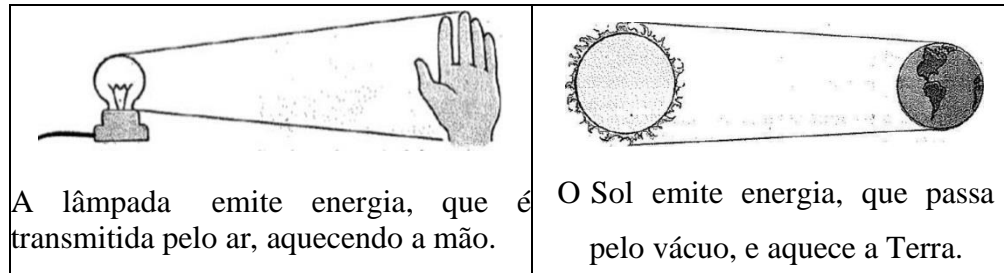 A lâmpada emite energia, que é
transmitida pelo ar, aquecendo a mão.
O Sol emite energia, que passa
pelo vácuo, e aquece a Terra.